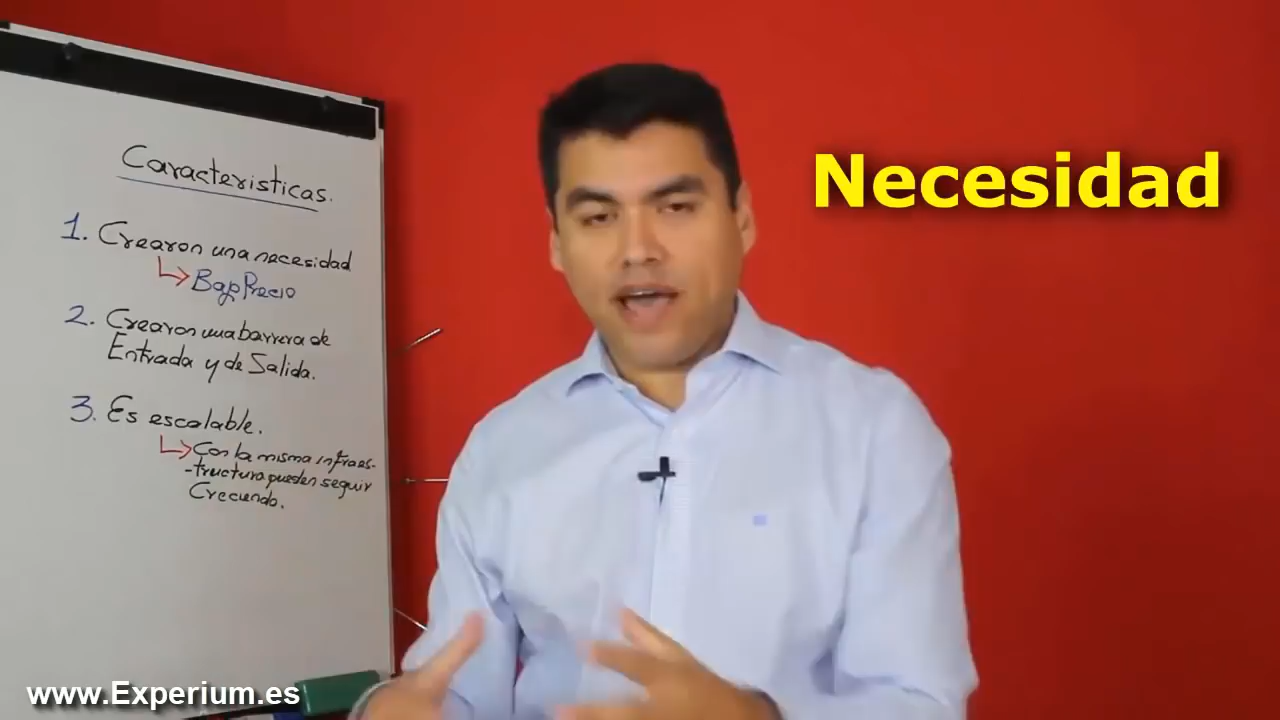 Caracteristicas.
1. Crearon una necesidad
Bajo Precio
2. Crearon una barrera de
Entrada y de Salida.
3. Es escalable.
Con la misma infraes-
-tructura pueden seguir
Creciendo.
Necesidad
www.Experium.es